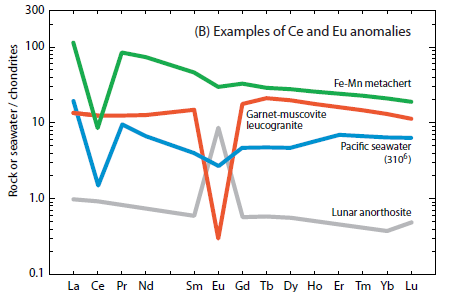 (B) Examples of Ce and Eu anomalies
Rock or seawater / chondrites
300
100
10
1.0
0.1
Fe-Mn metachert
Garnet-muscovite
leucogranite
Pacific seawater
(310⁶)
Lunar anorthosite
La Ce Pr Nd Sm Eu Gd Tb Dy Ho Er Tm Yb Lu